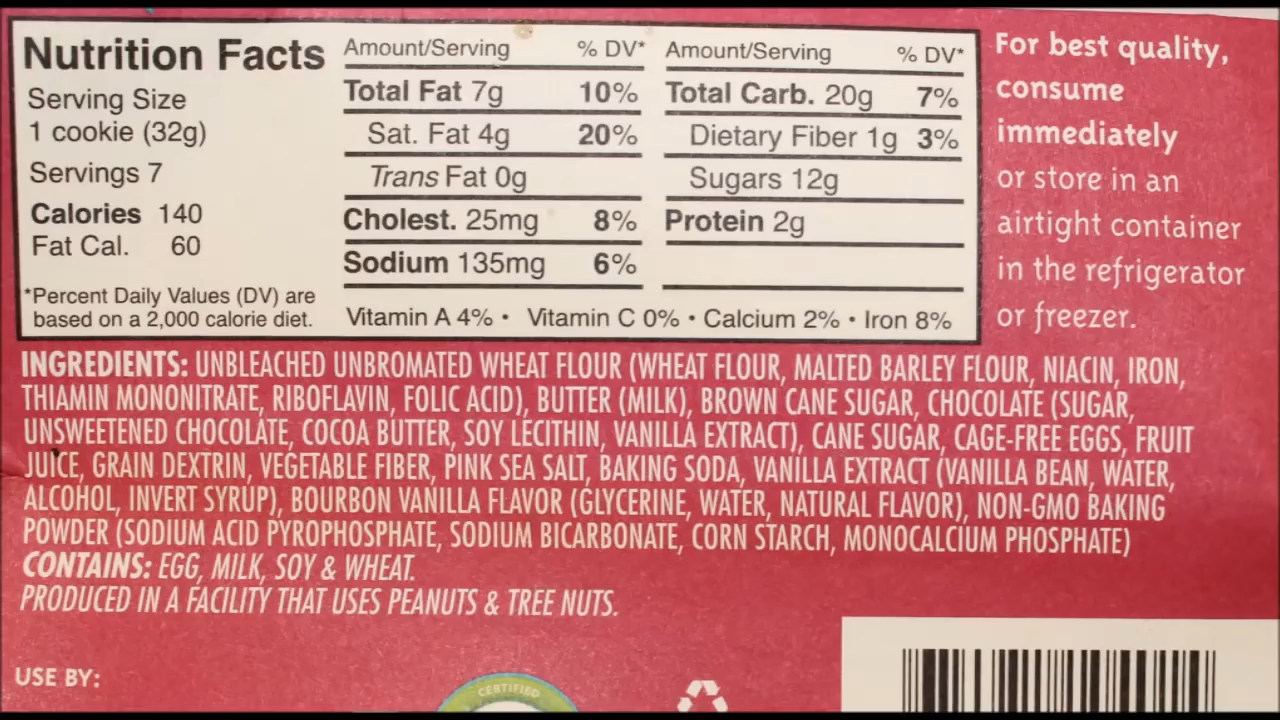 Nutrition Facts
Serving Size
1 cookie (32g)
Servings 7
Calories 140
Fat Cal. 60
*Percent Daily Values (DV) are
based on a 2,000 calorie diet.
Amount/Serving % DV*
Total Fat 7g 10%
Sat. Fat 4g 20%
Trans Fat 0g
Cholest. 25mg 8%
Sodium 135mg 6%
Amount/Serving % DV*
Total Carb. 20g 7%
Dietary Fiber 1g 3%
Sugars 12g
Protein 2g
Vitamin A 4% • Vitamin C 0% • Calcium 2% • Iron 8%
For best quality,
consume
immediately
or store in an
airtight container
in the refrigerator
or freezer.
INGREDIENTS: UNBLEACHED UNBROMATED WHEAT FLOUR (WHEAT FLOUR, MALTED BARLEY FLOUR, NIACIN, IRON,
THIAMIN MONONITRATE, RIBOFLAVIN, FOLIC ACID), BUTTER (MILK), BROWN CANE SUGAR, CHOCOLATE (SUGAR,
UNSWEETENED CHOCOLATE, COCOA BUTTER, SOY LECITHIN, VANILLA EXTRACT), CANE SUGAR, CAGE-FREE EGGS, FRUIT
JUICE, GRAIN DEXTRIN, VEGETABLE FIBER, PINK SEA SALT, BAKING SODA, VANILLA EXTRACT (VANILLA BEAN, WATER,
ALCOHOL, INVERT SYRUP), BOURBON VANILLA FLAVOR (GLYCERINE, WATER, NATURAL FLAVOR), NON-GMO BAKING
POWDER (SODIUM ACID PYROPHOSPHATE, SODIUM BICARBONATE, CORN STARCH, MONOCALCIUM PHOSPHATE)
CONTAINS: EGG, MILK, SOY & WHEAT.
PRODUCED IN A FACILITY THAT USES PEANUTS & TREE NUTS.
USE BY:
CERTIFIED